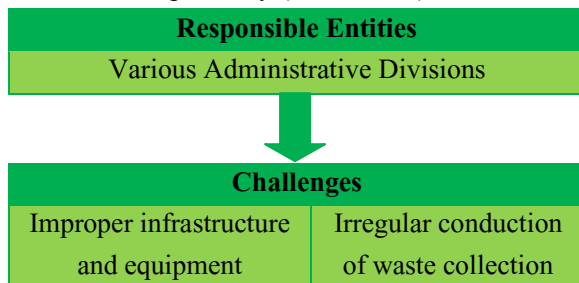 Responsible Entities
Various Administrative Divisions
Challenges
Improper infrastructure
and equipment
Irregular conduction
of waste collection